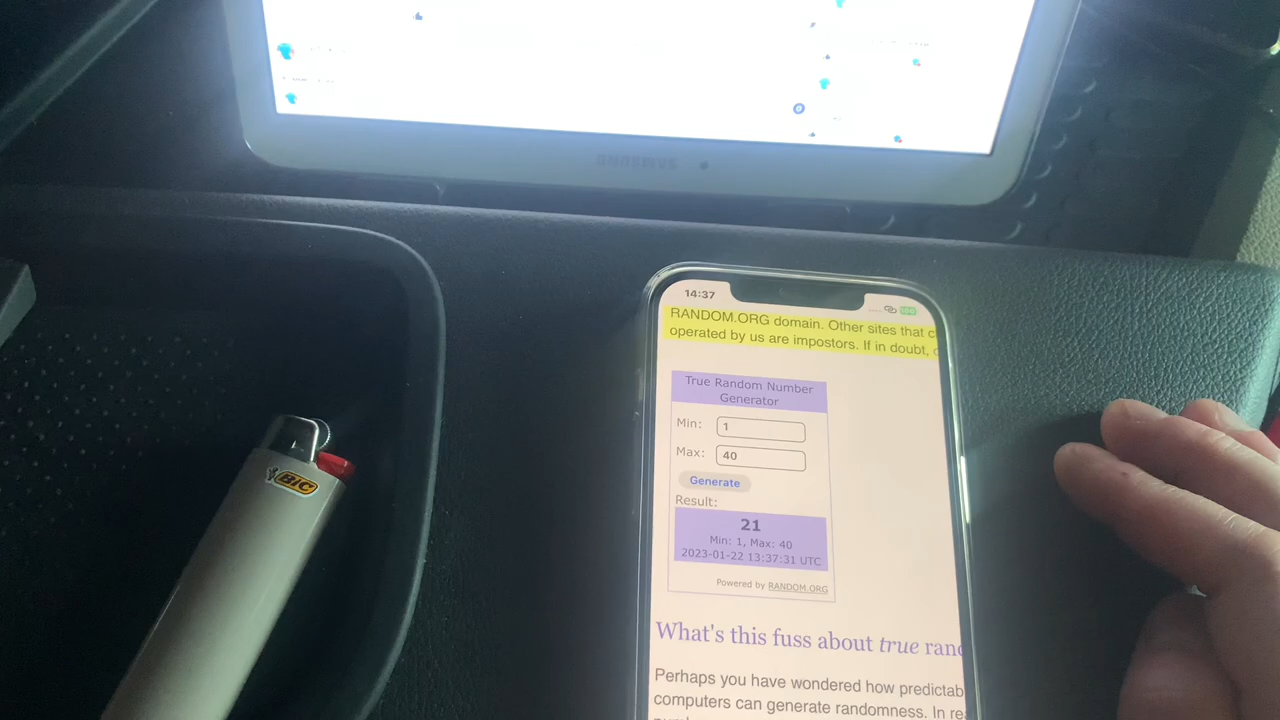 SAMSUNG
14:37
100
RANDOM.ORG domain. Other sites that
operated by us are impostors. If in doubt,
True Random Number
Generator
Min: 1
Max: 40
Generate
Result:
21
Min: 1, Max: 40
2023-01-22 13:37:31 UTC
Powered by RANDOM.ORG
What's this fuss about true
Perhaps you have wondered how
computers can generate randomness. In
BIC